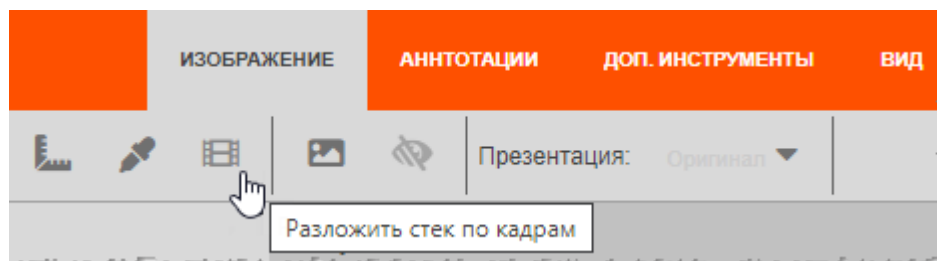 ИЗОБРАЖЕНИЕ АННТОТАЦИИ ДОП. ИНСТРУМЕНТЫ ВИД
Презентация: Оригинал
Разложить стек по кадрам